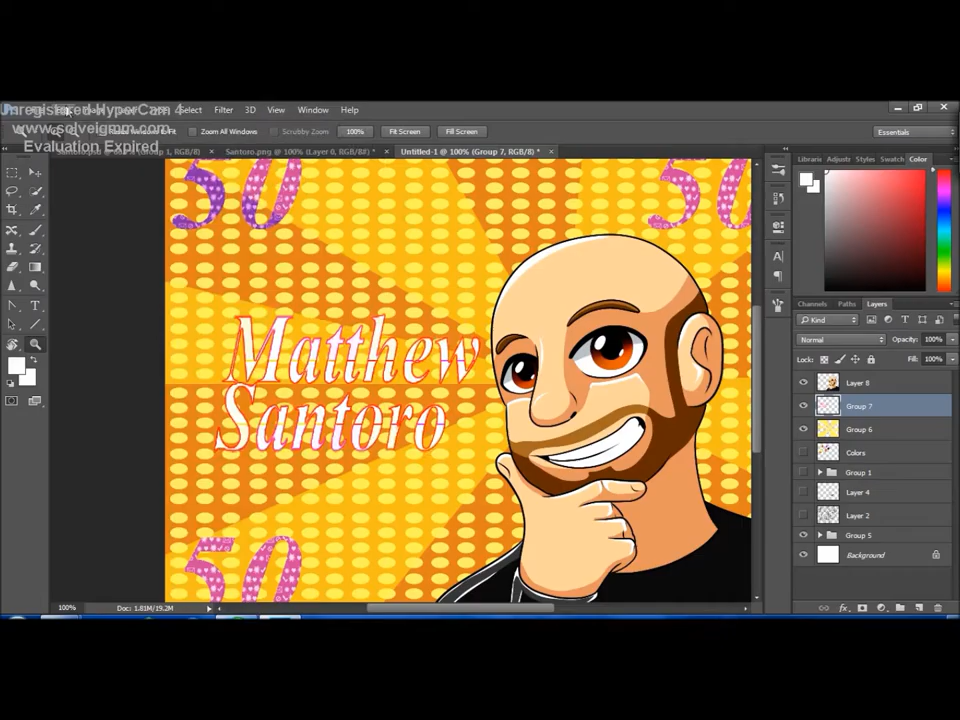 Unregistered HyperCam 4
www.solveigmm.com
Evaluation Expired
Select Filter 3D View Window Help
Zoom All Windows Scrubby Zoom 100% Fit Screen Fill Screen Essentials
Santoro.png @ 100% (Layer 0, RGB/8#) * × Untitled-1 @ 100% (Group 7, RGB/8) * ×
Librarie Adjustr Styles Swatch Color
50 50
Matthew
Santoro
50
Channels Paths Layers
Kind
Normal Opacity: 100%
Lock: Fill: 100%
Layer 8
Group 7
Group 6
Colors
Group 1
Layer 4
Layer 2
Group 5
Background
100% Doc: 1.81M/19.2M